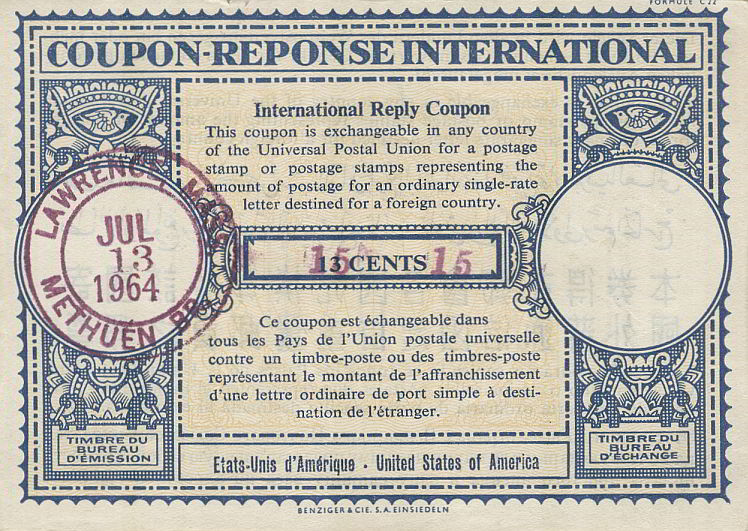 FORMULE C 22
COUPON-REPONSE INTERNATIONAL
International Reply Coupon
This coupon is exchangeable in any country
of the Universal Postal Union for a postage
stamp or postage stamps representing the
amount of postage for an ordinary single-rate
letter destined for a foreign country.
LAWRENCE, MASS.
JUL
13
1964
METHUEN BR.
13 CENTS
15 15
Ce coupon est échangeable dans
tous les Pays de l'Union postale universelle
contre un timbre-poste ou des timbres-poste
représentant le montant de l'affranchissement
d'une lettre ordinaire de port simple à desti-
nation de l'étranger.
TIMBRE DU
BUREAU
D'ÉMISSION
Etats-Unis d'Amérique · United States of America
TIMBRE DU
BUREAU
D'ÉCHANGE
BENZIGER & CIE. S.A. EINSIEDELN